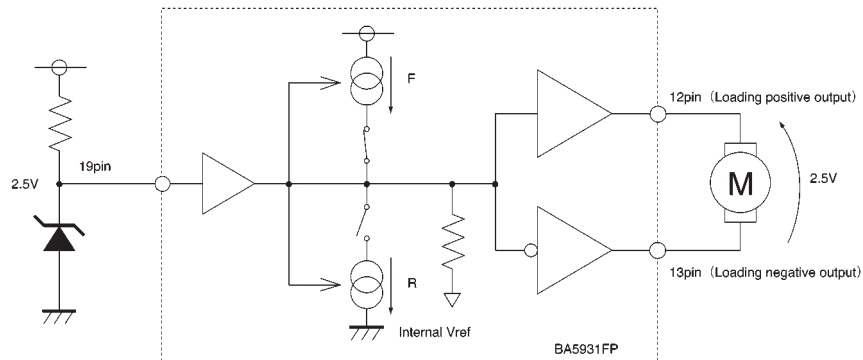 F
12pin (Loading positive output)
19pin
2.5V
M
2.5V
R
13pin (Loading negative output)
Internal Vref
BA5931FP